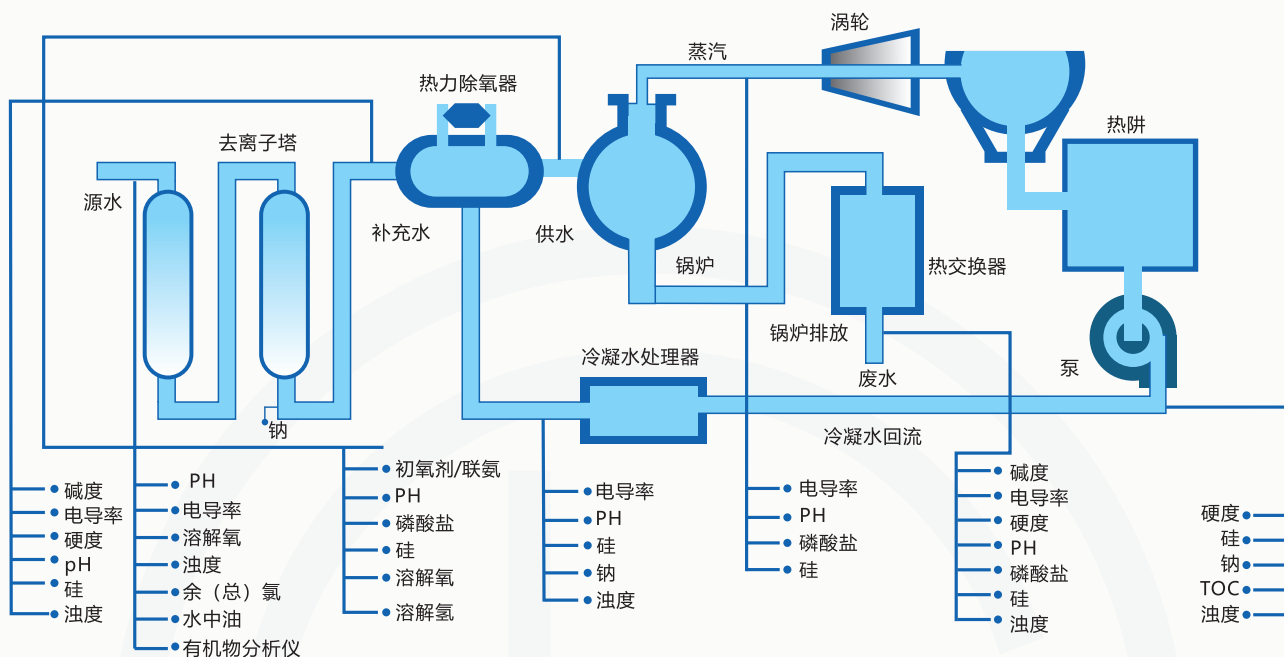 涡轮
蒸汽
热力除氧器
热阱
去离子塔
源水
补充水
供水
锅炉
热交换器
锅炉排放
冷凝水处理器
泵
废水
钠
冷凝水回流
碱度
电导率
硬度
pH
硅
浊度
PH
电导率
溶解氧
浊度
余（总）氯
水中油
有机物分析仪
初氧剂/联氨
PH
磷酸盐
硅
溶解氧
溶解氢
电导率
PH
硅
钠
浊度
电导率
PH
磷酸盐
硅
碱度
电导率
硬度
PH
磷酸盐
硅
浊度
硬度
硅
钠
TOC
浊度